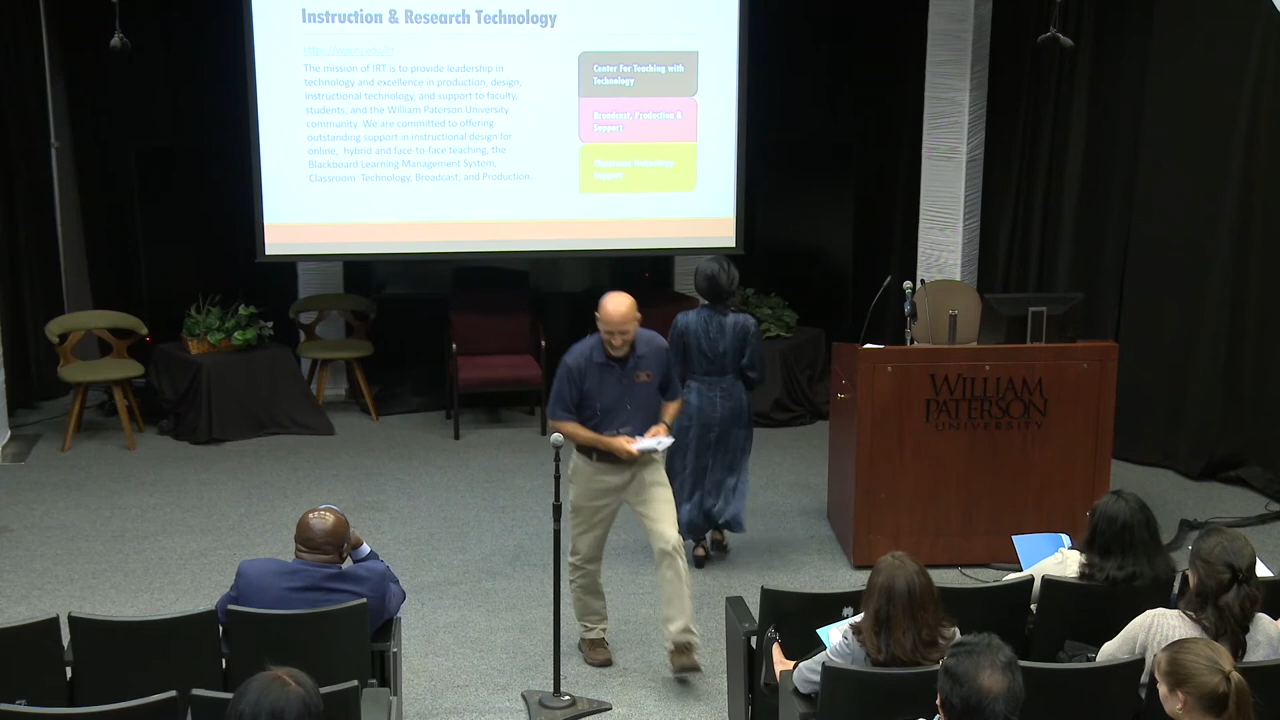 Instruction & Research Technology
The mission of IRT is to provide leadership in
technology and excellence in production, design,
instructional technology, and support to faculty,
students, and the William Paterson University
community. We are committed to offering
outstanding support in instructional design for
online, hybrid and face-to-face teaching, the
Blackboard Learning Management System,
Classroom Technology, Broadcast, and Production.
Center For Teaching with
Technology
Broadcast, Production &
Support
Classroom Technology
Support
WILLIAM
PATERSON
UNIVERSITY